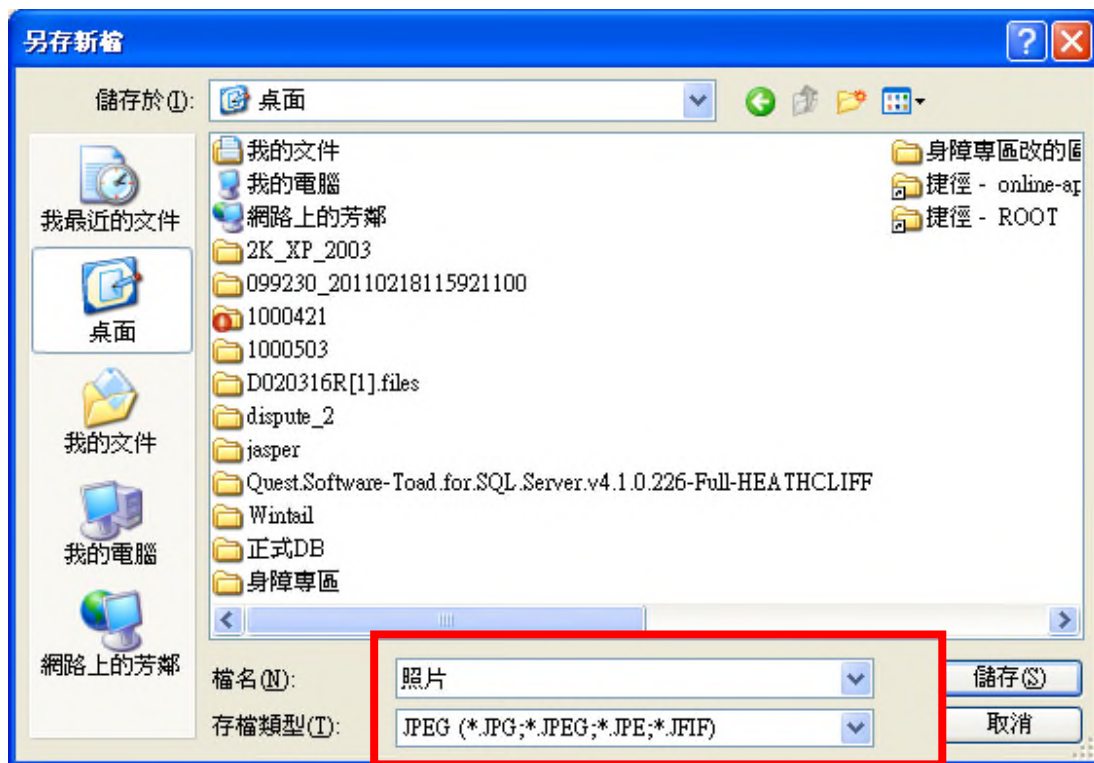 另存新檔
儲存於(I): 桌面
我最近的文件
桌面
我的文件
我的電腦
網路上的芳鄰
我的文件
我的電腦
網路上的芳鄰
2K_XP_2003
099230_20110218115921100
1000421
1000503
D020316R[1].files
dispute_2
jasper
Quest.Software-Toad.for.SQL.Server.v4.1.0.226-Full-HEATHCLIFF
Wintail
正式DB
身障專區
身障專區改的
捷徑 - online-ap
捷徑 - ROOT
檔名(N): 照片
儲存(S)
存檔類型(T): JPEG (*.JPG;*.JPEG;*.JPE;*.JFIF)
取消